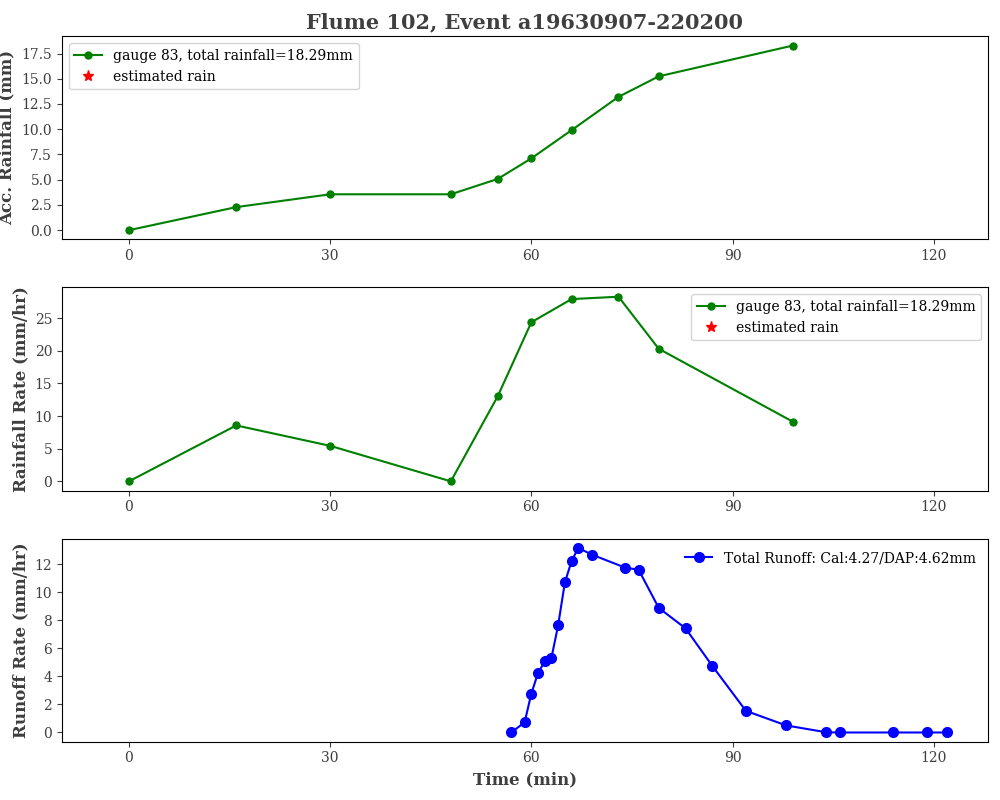 Flume 102, Event a19630907-220200
Acc. Rainfall (mm)
17.5
15.0
12.5
10.0
7.5
5.0
2.5
0.0
gauge 83, total rainfall=18.29mm
estimated rain
0 30 60 90 120
Rainfall Rate (mm/hr)
25
20
15
10
5
0
gauge 83, total rainfall=18.29mm
estimated rain
0 30 60 90 120
Runoff Rate (mm/hr)
12
10
8
6
4
2
0
Total Runoff: Cal:4.27/DAP:4.62mm
0 30 60 90 120
Time (min)